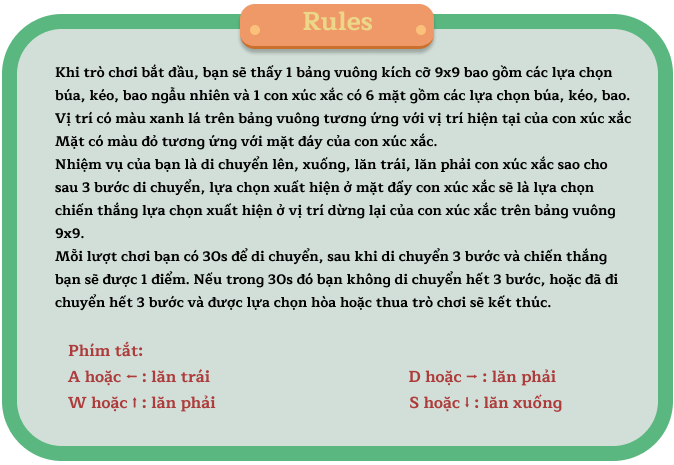 Rules
Khi trò chơi bắt đầu, bạn sẽ thấy 1 bảng vuông kích cỡ 9x9 bao gồm các lựa chọn
búa, kéo, bao ngẫu nhiên và 1 con xúc xắc có 6 mặt gồm các lựa chọn búa, kéo, bao.
Vị trí có màu xanh lá trên bảng vuông tương ứng với vị trí hiện tại của con xúc xắc
Mặt có màu đỏ tương ứng với mặt đáy của con xúc xắc.
Nhiệm vụ của bạn là di chuyển lên, xuống, lăn trái, lăn phải con xúc xắc sao cho
sau 3 bước di chuyển, lựa chọn xuất hiện ở mặt đấy con xúc xắc sẽ là lựa chọn
chiến thắng lựa chọn xuất hiện ở vị trí dừng lại của con xúc xắc trên bảng vuông
9x9.
Mỗi lượt chơi bạn có 30s để di chuyển, sau khi di chuyển 3 bước và chiến thắng
bạn sẽ được 1 điểm. Nếu trong 30s đó bạn không di chuyển hết 3 bước, hoặc đã di
chuyển hết 3 bước và được lựa chọn hòa hoặc thua trò chơi sẽ kết thúc.
Phím tắt:
A hoặc ← : lăn trái
D hoặc → : lăn phải
W hoặc ↑ : lăn phải
S hoặc ↓ : lăn xuống